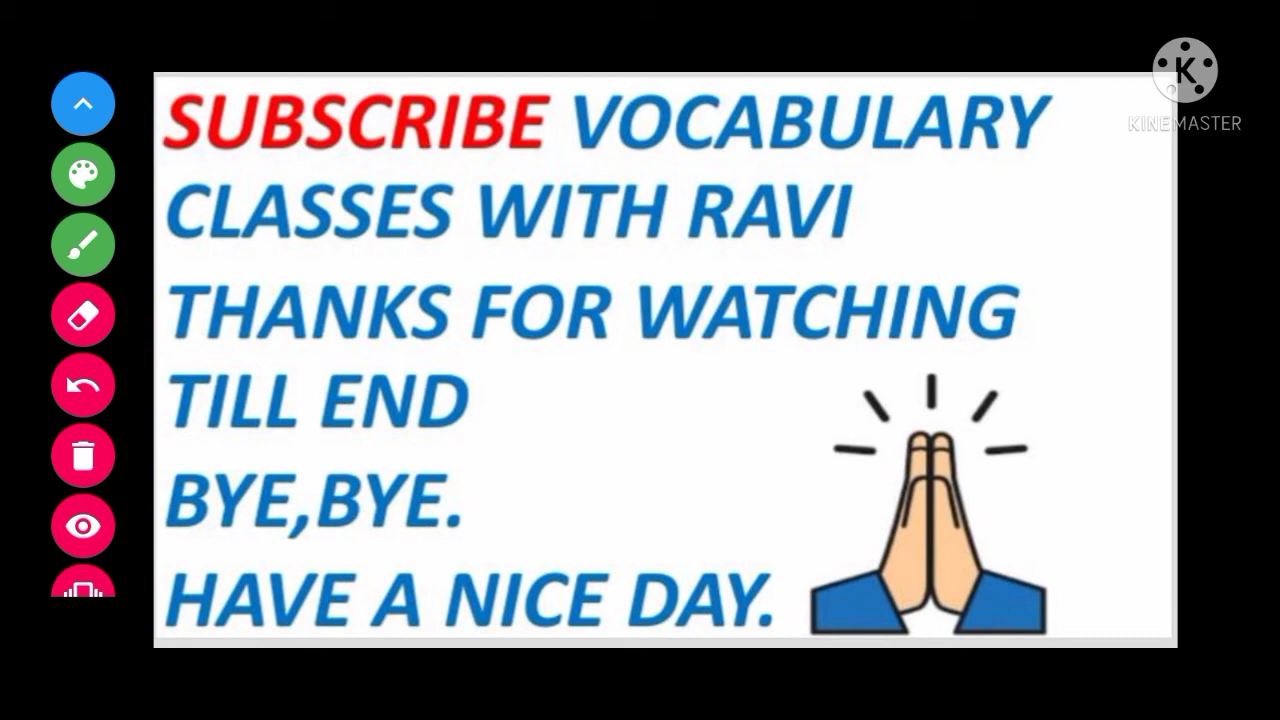 SUBSCRIBE VOCABULARY
CLASSES WITH RAVI
THANKS FOR WATCHING
TILL END
BYE,BYE.
HAVE A NICE DAY.
K
KINEMASTER